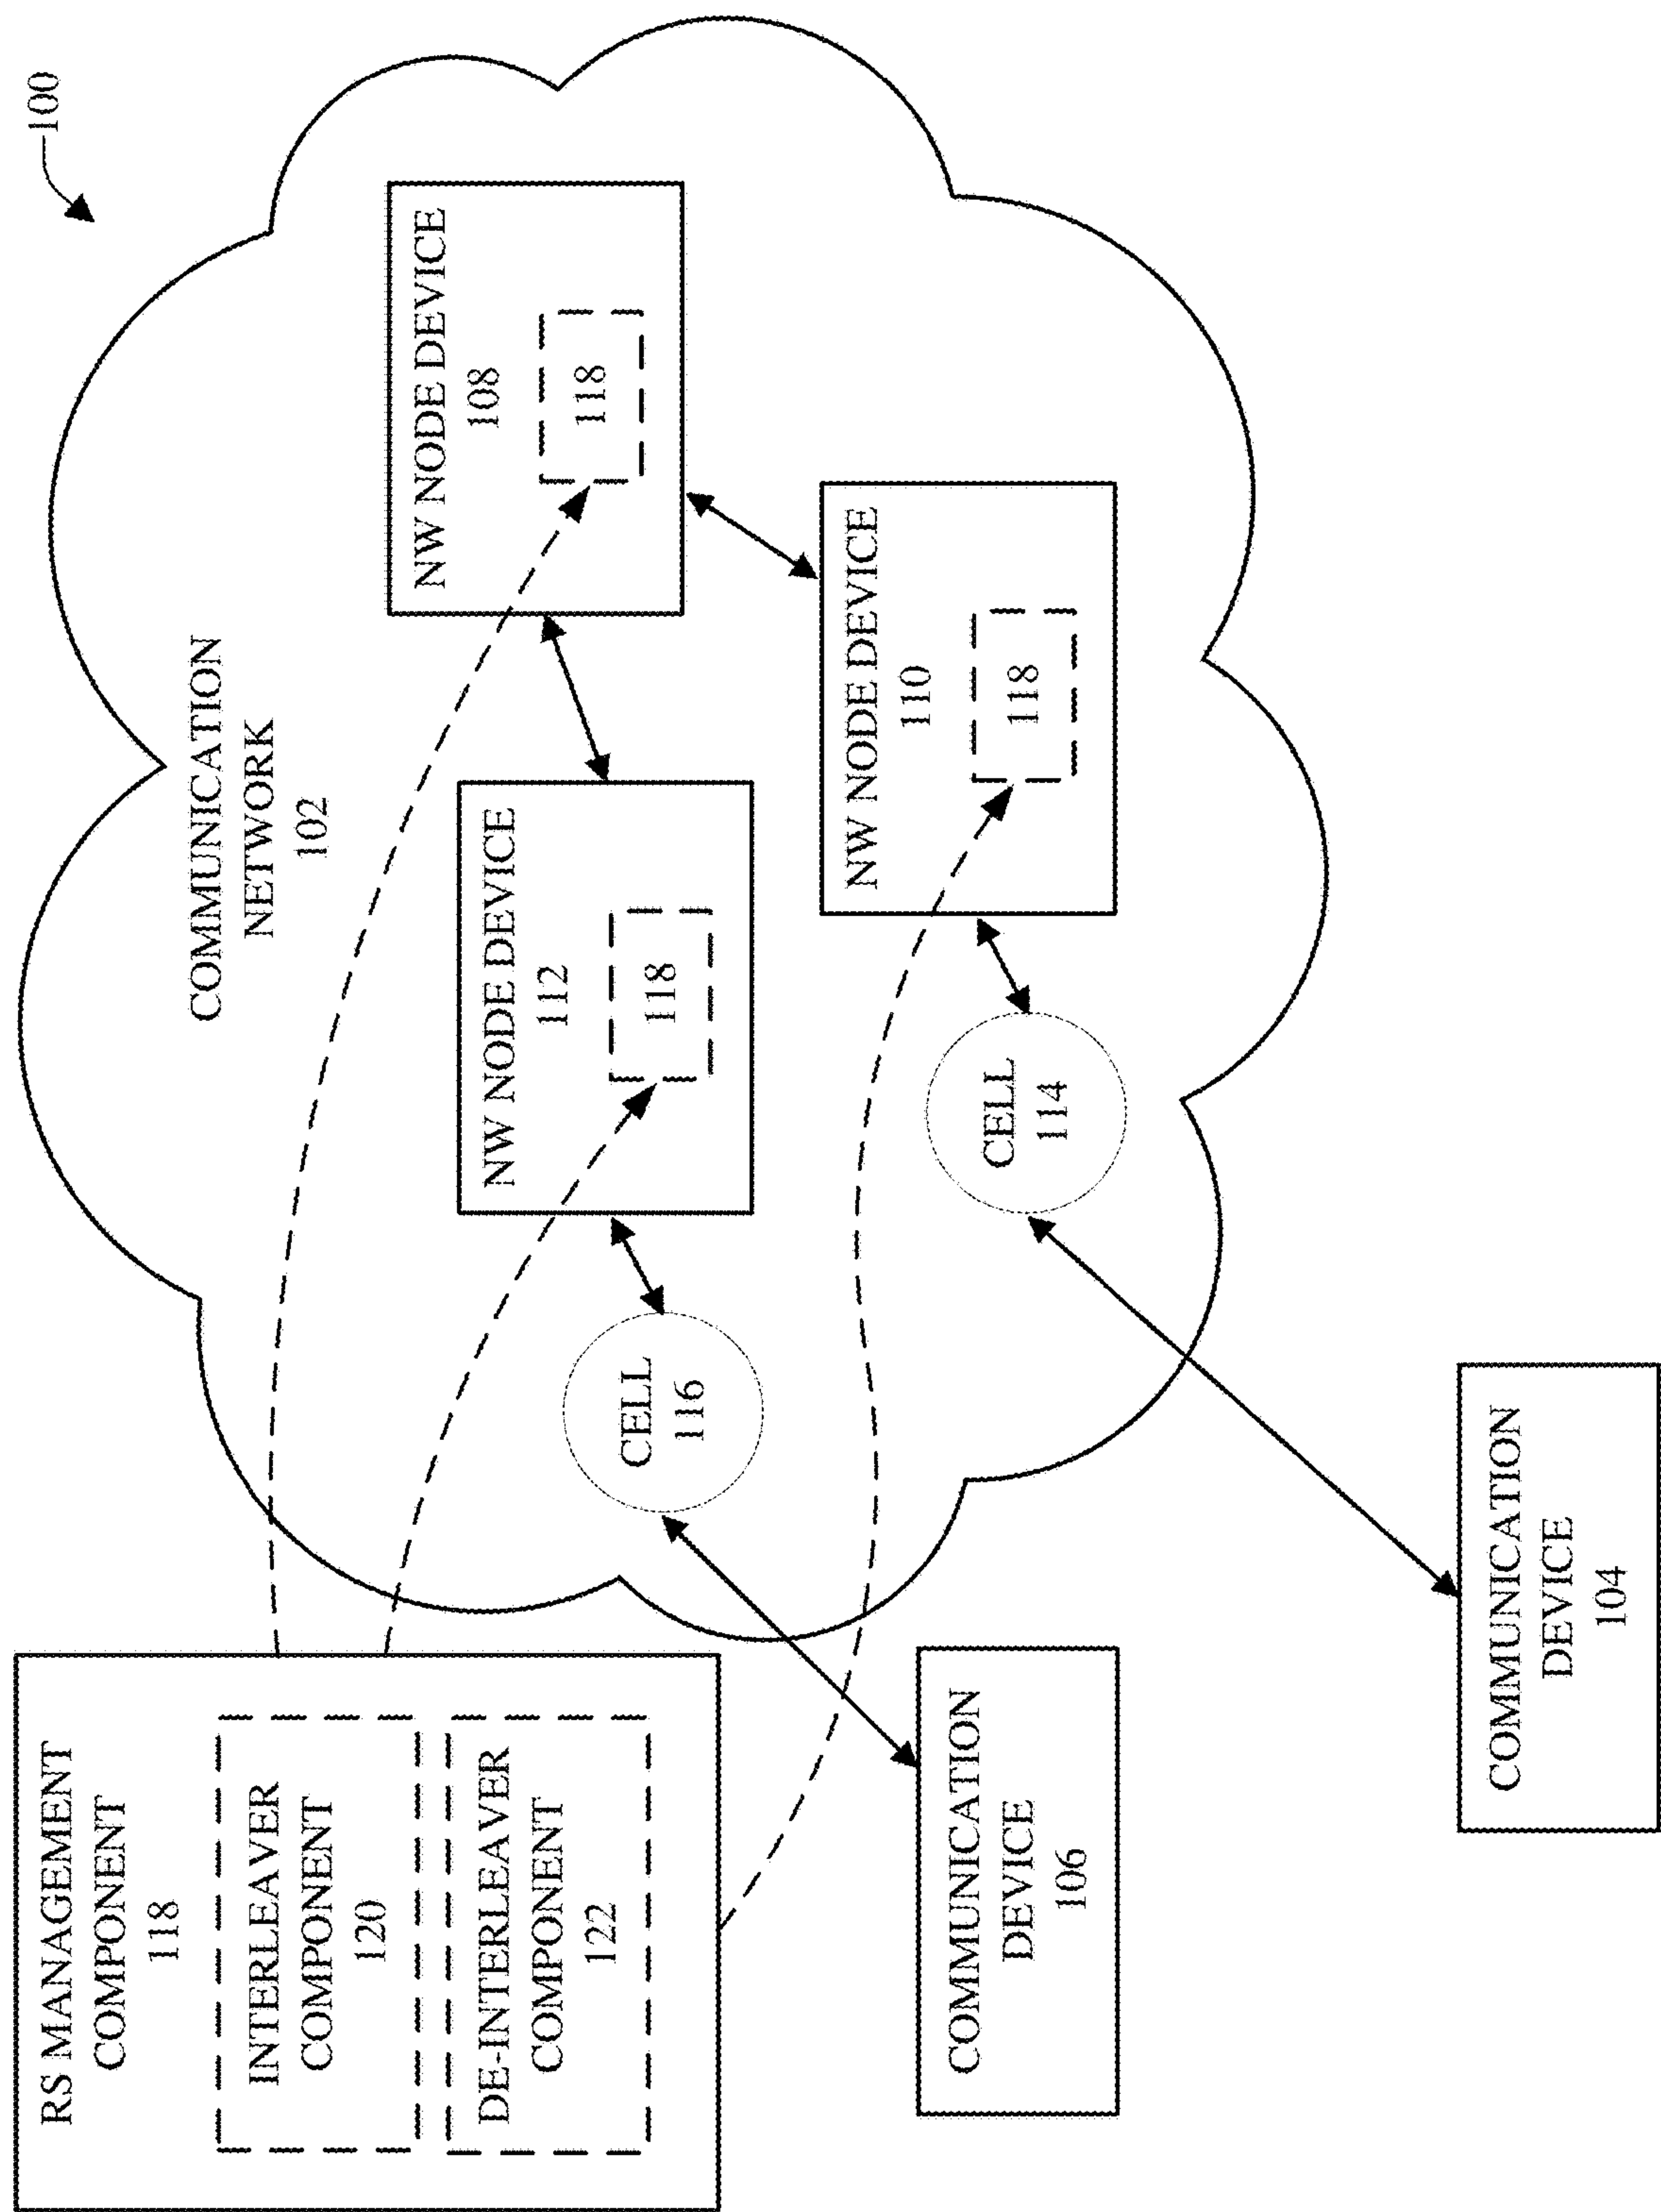 100
COMMUNICATION
NETWORK
102
RS MANAGEMENT
COMPONENT
118
INTERLEAVER
COMPONENT
120
DE-INTERLEAVER
COMPONENT
122
NW NODE DEVICE
108
118
NW NODE DEVICE
112
118
NW NODE DEVICE
110
118
CELL
116
CELL
114
COMMUNICATION
DEVICE
106
COMMUNICATION
DEVICE
104